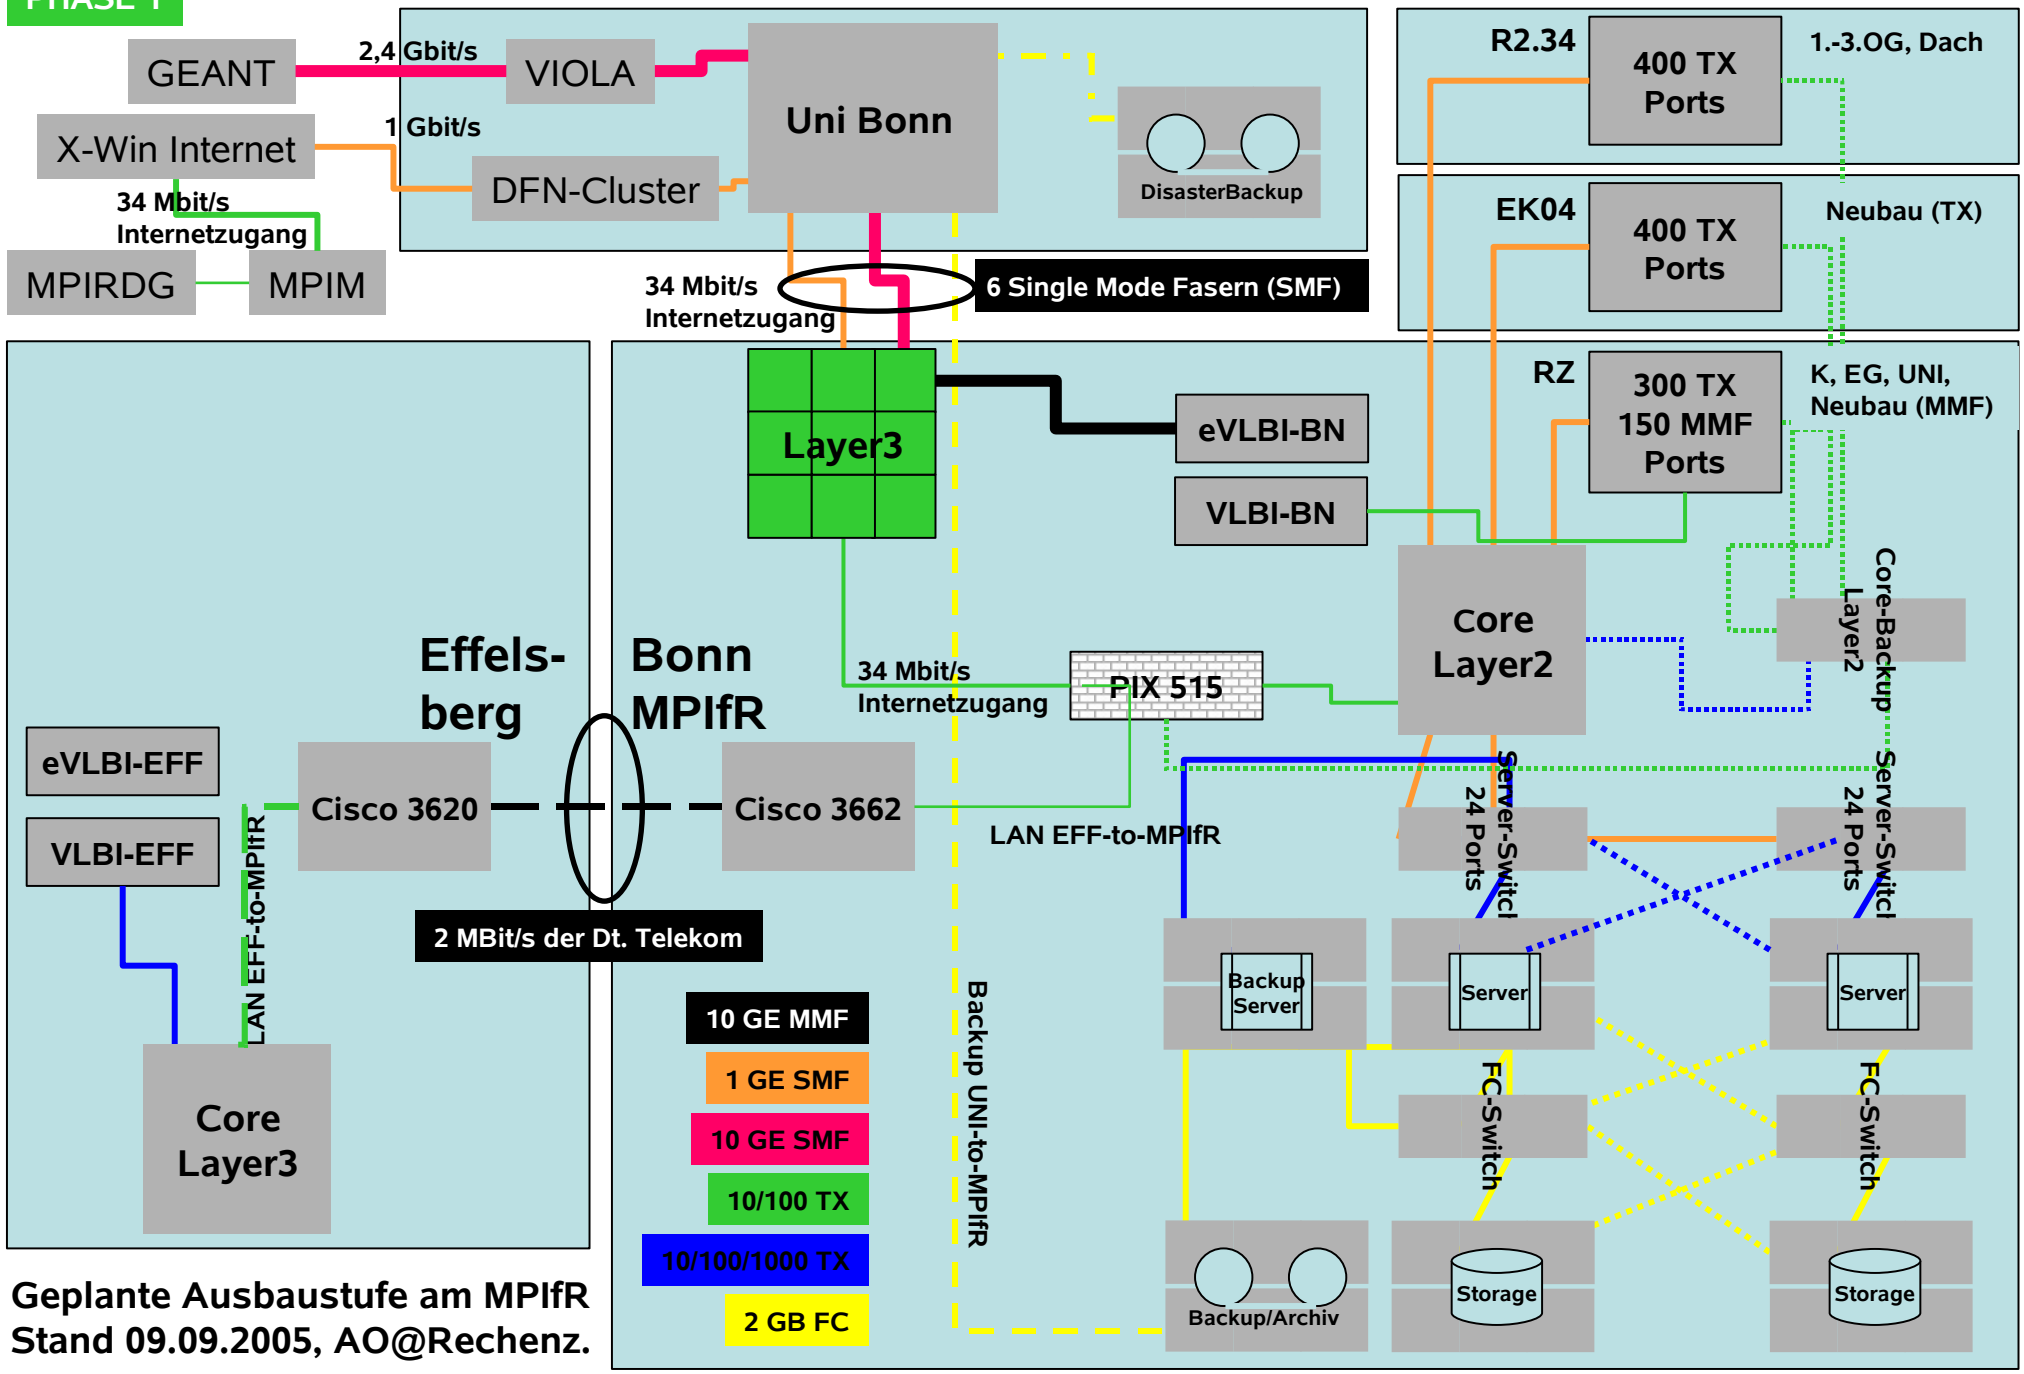 PHASE 1
GEANT
2,4 Gbit/s
VIOLA
Uni Bonn
X-Win Internet
1 Gbit/s
DFN-Cluster
DisasterBackup
34 Mbit/s
Internetzugang
MPIRDG
MPIM
34 Mbit/s
Internetzugang
6 Single Mode Fasern (SMF)
R2.34
400 TX
Ports
1.-3.OG, Dach
EK04
400 TX
Ports
Neubau (TX)
RZ
300 TX
150 MMF
Ports
K, EG, UNI,
Neubau (MMF)
Layer3
eVLBI-BN
VLBI-BN
Core
Layer2
Core-Backup
Layer2
Effels-
berg
Bonn
MPIfR
34 Mbit/s
Internetzugang
PIX 515
eVLBI-EFF
VLBI-EFF
Cisco 3620
Cisco 3662
LAN EFF-to-MPIfR
LAN EFF-to-MPIfR
2 MBit/s der Dt. Telekom
Server-Switch
24 Ports
Server-Switch
24 Ports
Backup
Server
Server
Server
Core
Layer3
10 GE MMF
1 GE SMF
10 GE SMF
10/100 TX
10/100/1000 TX
2 GB FC
Backup UNI-to-MPIfR
FC-Switch
FC-Switch
Backup/Archiv
Storage
Storage
Geplante Ausbaustufe am MPIfR
Stand 09.09.2005, AO@Rechenz.